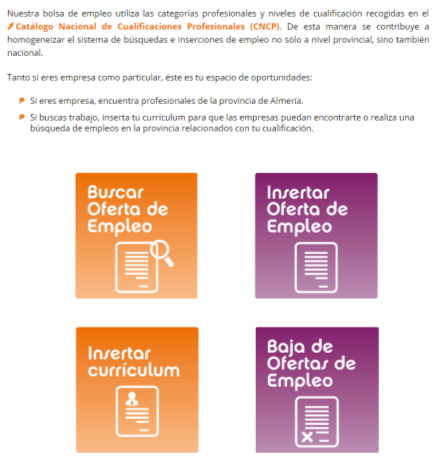 Nuestra bolsa de empleo utiliza las categorías profesionales y niveles de cualificación recogidas en el
Catálogo Nacional de Cualificaciones Profesionales (CNCP). De esta manera se contribuye a
homogeneizar el sistema de búsquedas e inserciones de empleo no sólo a nivel provincial, sino también
nacional.
Tanto si eres empresa como particular, éste es tu espacio de oportunidades:
Si eres empresa, encuentra profesionales de la provincia de Almería.
Si buscas trabajo, inserta tu curriculum para que las empresas puedan encontrarte o realiza una
búsqueda de empleos en la provincia relacionados con tu cualificación.
Buscar
Oferta de
Empleo
Insertar
Oferta de
Empleo
Insertar
currículum
Baja de
Ofertas de
Empleo